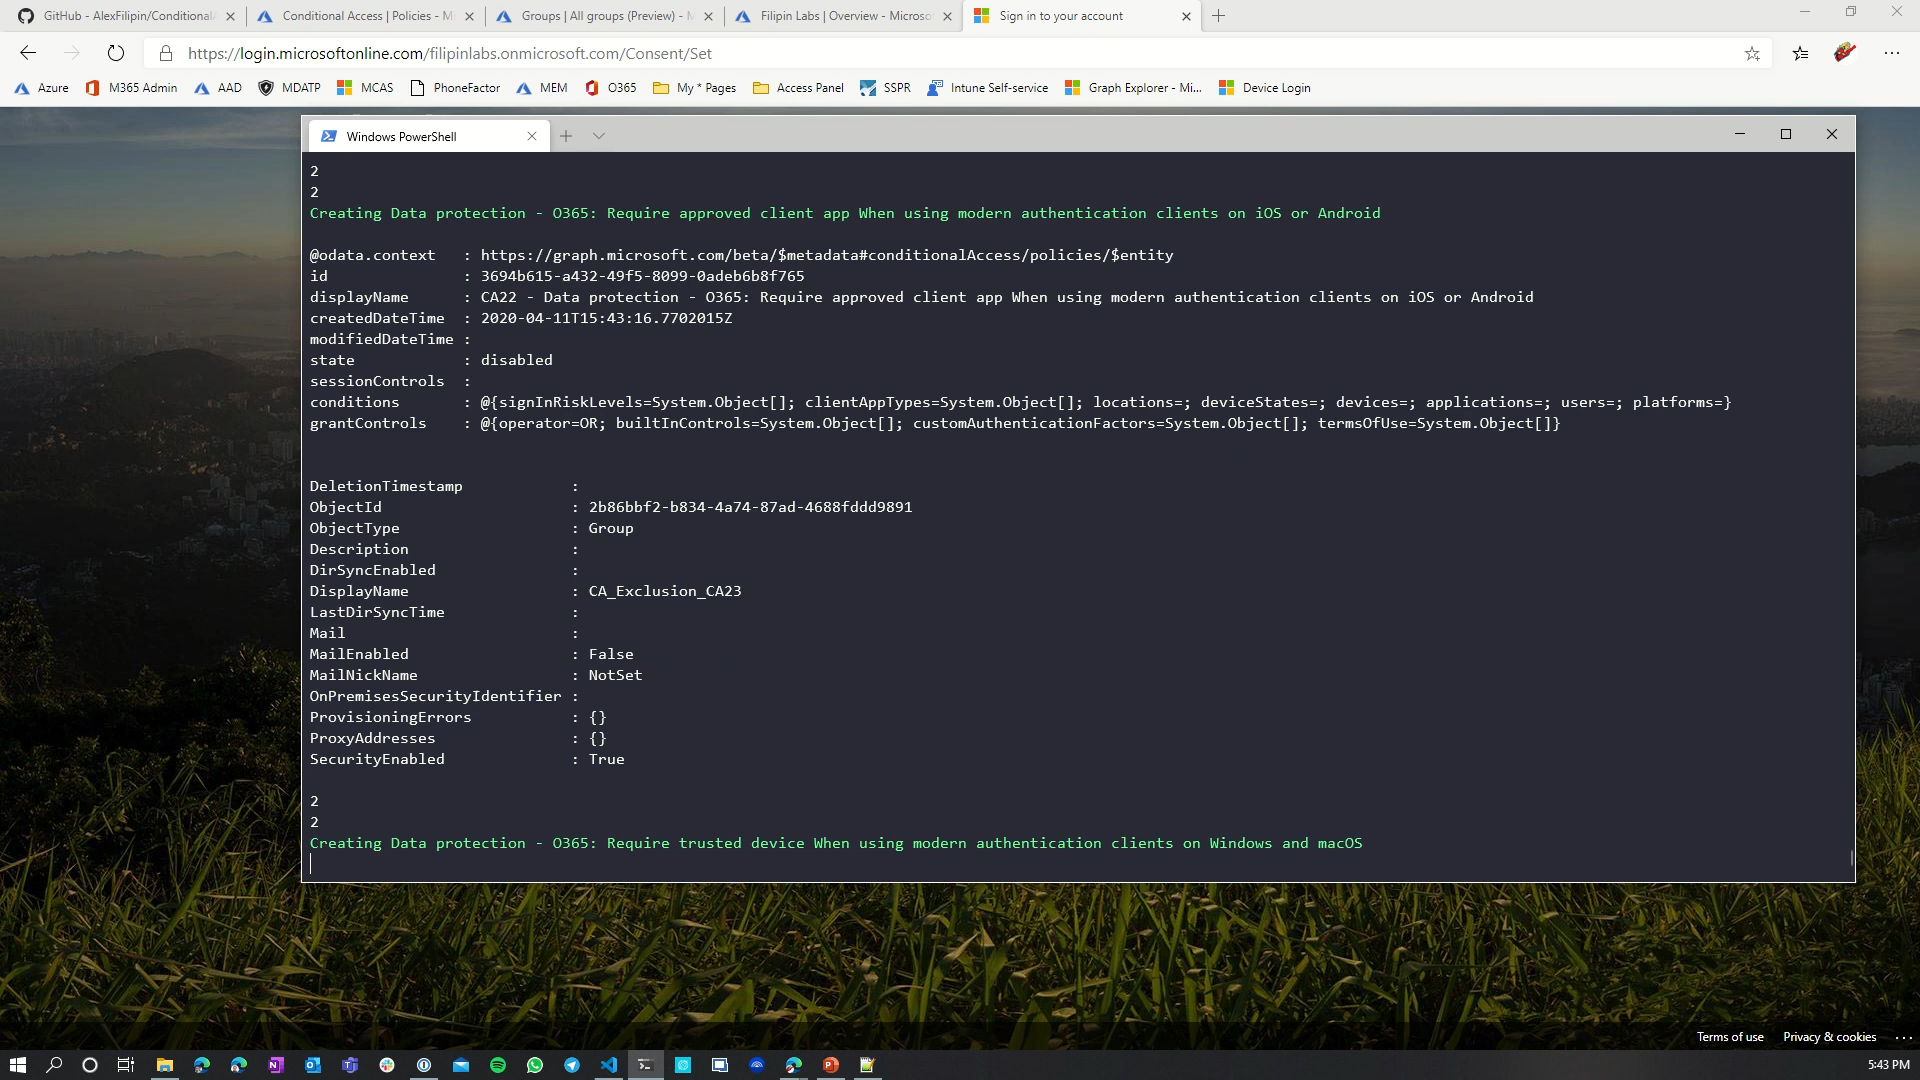 GitHub - AlexFilipin/Conditional
Conditional Access | Policies - Mi
Groups | All groups (Preview) - M
Filipin Labs | Overview - Microso
Sign in to your account
https://login.microsoftonline.com/filipinlabs.onmicrosoft.com/Consent/Set
Azure M365 Admin AAD MDATP MCAS PhoneFactor MEM O365 My * Pages Access Panel SSPR Intune Self-service Graph Explorer - Mi... Device Login
Windows PowerShell
2
2
Creating Data protection - O365: Require approved client app When using modern authentication clients on iOS or Android
@odata.context : https://graph.microsoft.com/beta/$metadata#conditionalAccess/policies/$entity
id : 3694b615-a432-49f5-8099-0adeb6b8f765
displayName : CA22 - Data protection - O365: Require approved client app When using modern authentication clients on iOS or Android
createdDateTime : 2020-04-11T15:43:16.7702015Z
modifiedDateTime :
state : disabled
sessionControls :
conditions : @{signInRiskLevels=System.Object[]; clientAppTypes=System.Object[]; locations=; deviceStates=; devices=; applications=; users=; platforms=}
grantControls : @{operator=OR; builtInControls=System.Object[]; customAuthenticationFactors=System.Object[]; termsOfUse=System.Object[]}
DeletionTimestamp :
ObjectId : 2b86bbf2-b834-4a74-87ad-4688fddd9891
ObjectType : Group
Description :
DirSyncEnabled :
DisplayName : CA_Exclusion_CA23
LastDirSyncTime :
Mail :
MailEnabled : False
MailNickName : NotSet
OnPremisesSecurityIdentifier :
ProvisioningErrors : {}
ProxyAddresses : {}
SecurityEnabled : True
2
2
Creating Data protection - O365: Require trusted device When using modern authentication clients on Windows and macOS
Terms of use Privacy & cookies ...
5:43 PM